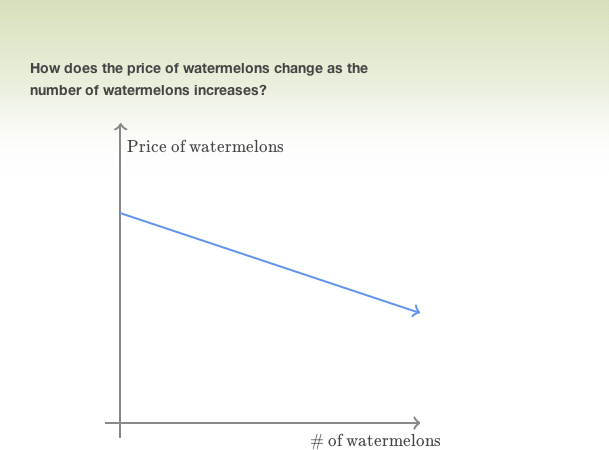 How does the price of watermelons change as the
number of watermelons increases?
Price of watermelons
# of watermelons